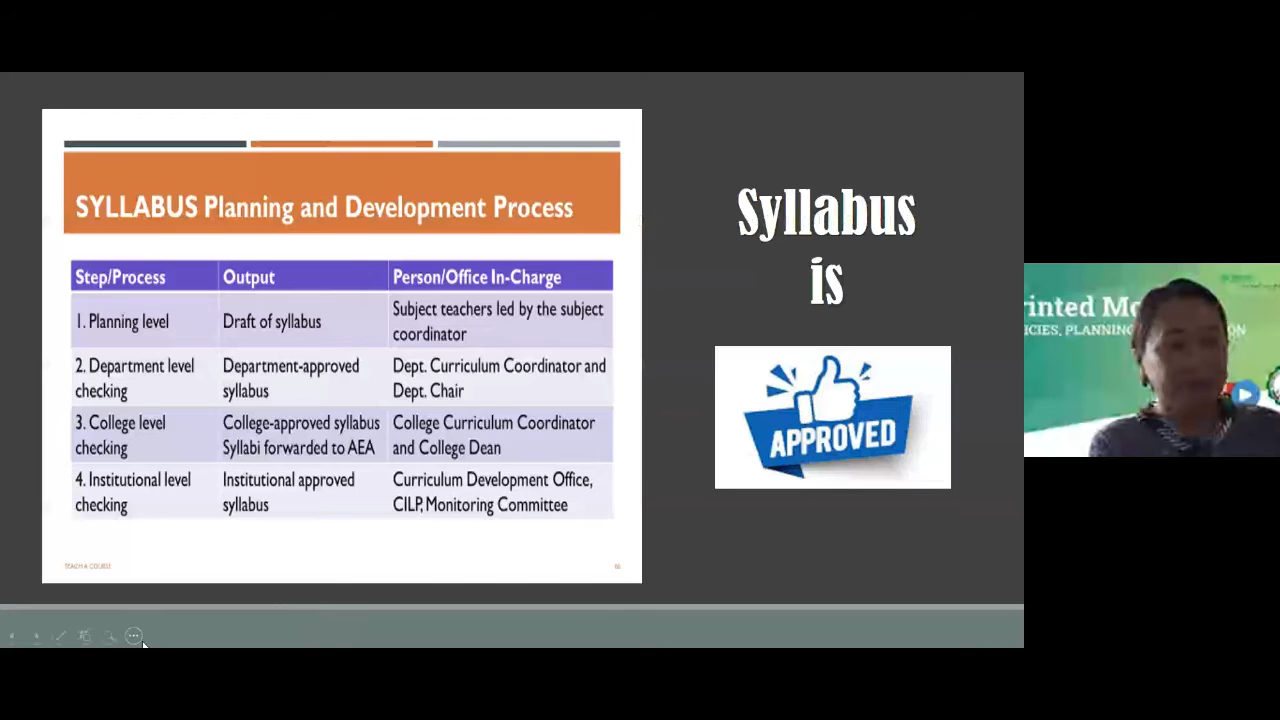 SYLLABUS Planning and Development Process
Step/Process
Output
Person/Office In-Charge
1. Planning level
Draft of syllabus
Subject teachers led by the subject
coordinator
2. Department level
checking
Department-approved
syllabus
Dept. Curriculum Coordinator and
Dept. Chair
3. College level
checking
College-approved syllabus
Syllabi forwarded to AEA
College Curriculum Coordinator
and College Dean
4. Institutional level
checking
Institutional approved
syllabus
Curriculum Development Office,
CILP, Monitoring Committee
TEACH A COURSE
Syllabus
is
APPROVED